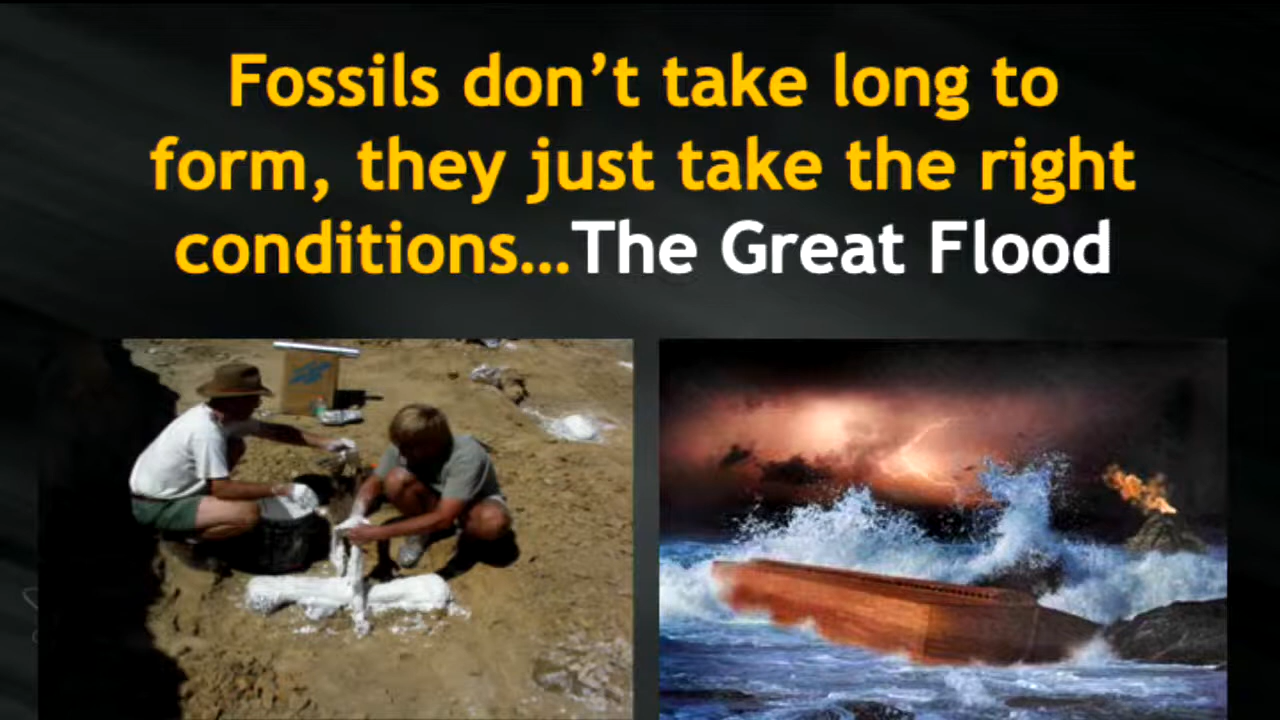 Fossils don’t take long to
form, they just take the right
conditions…The Great Flood